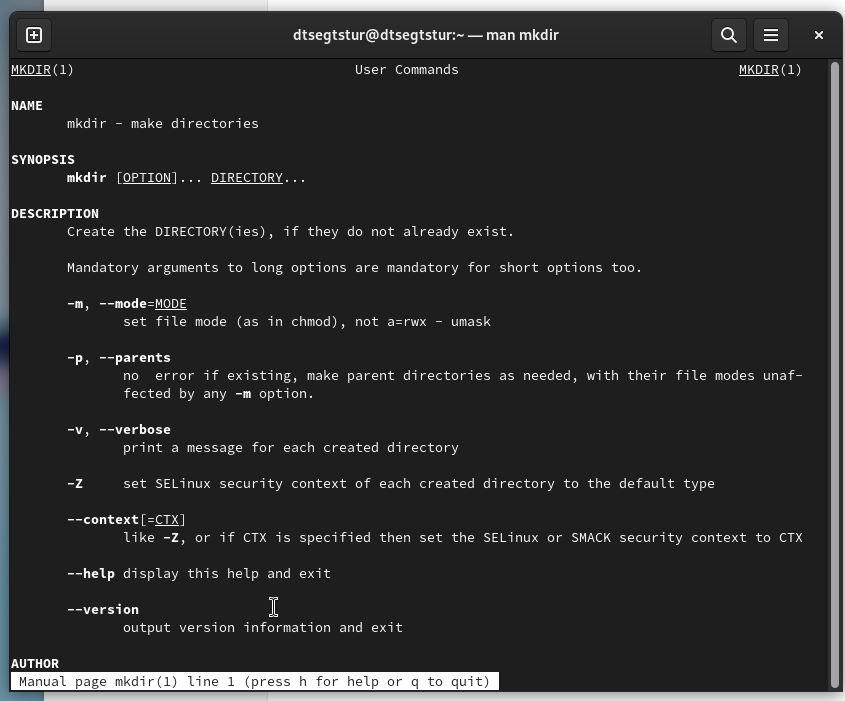 dtsegtstur@dtsegtstur:~ — man mkdir
MKDIR(1) User Commands MKDIR(1)
NAME
mkdir - make directories
SYNOPSIS
mkdir [OPTION]... DIRECTORY...
DESCRIPTION
Create the DIRECTORY(ies), if they do not already exist.
Mandatory arguments to long options are mandatory for short options too.
-m, --mode=MODE
set file mode (as in chmod), not a=rwx - umask
-p, --parents
no  error if existing, make parent directories as needed, with their file modes unaf-
fected by any -m option.
-v, --verbose
print a message for each created directory
-Z set SELinux security context of each created directory to the default type
--context[=CTX]
like -Z, or if CTX is specified then set the SELinux or SMACK security context to CTX
--help display this help and exit
--version
output version information and exit
AUTHOR
Manual page mkdir(1) line 1 (press h for help or q to quit)